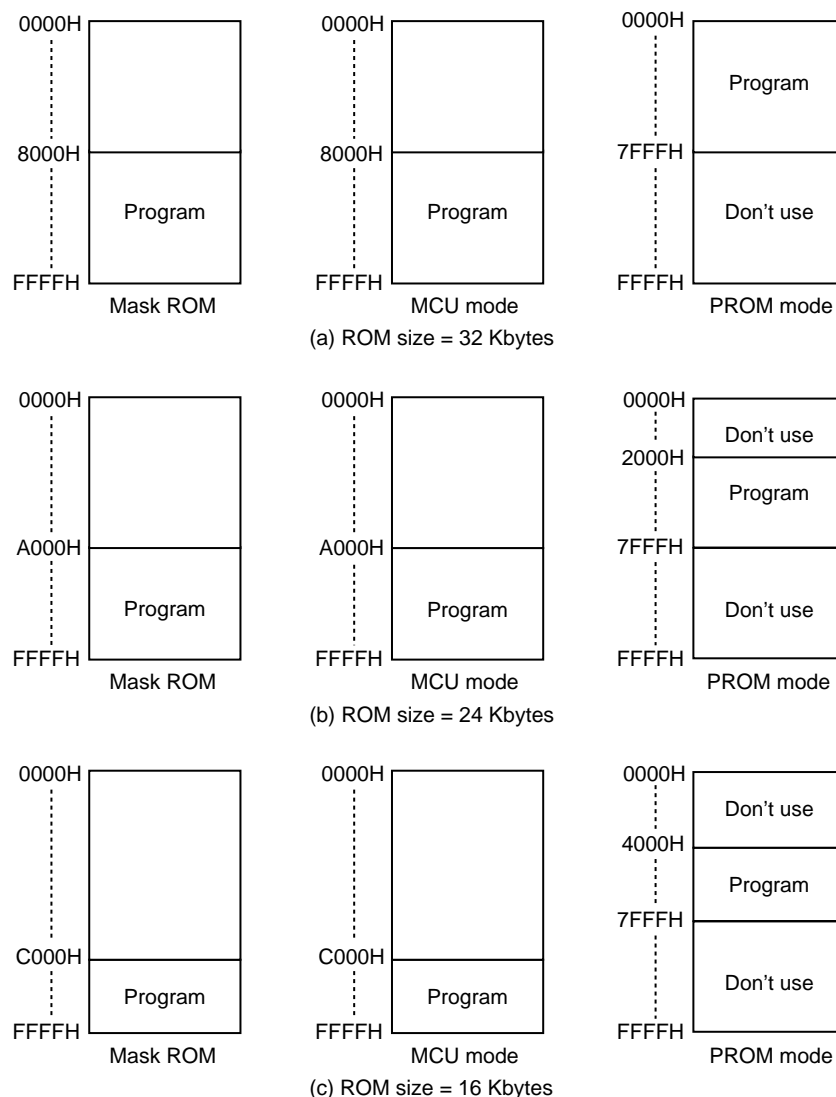 0000H
8000H
Program
FFFFH
Mask ROM
0000H
8000H
Program
FFFFH
MCU mode
0000H
Program
7FFFH
Don't use
FFFFH
PROM mode
(a) ROM size = 32 Kbytes
0000H
A000H
Program
FFFFH
Mask ROM
0000H
A000H
Program
FFFFH
MCU mode
0000H
Don't use
2000H
Program
7FFFH
Don't use
FFFFH
PROM mode
(b) ROM size = 24 Kbytes
0000H
C000H
Program
FFFFH
Mask ROM
0000H
C000H
Program
FFFFH
MCU mode
0000H
Don't use
4000H
Program
7FFFH
Don't use
FFFFH
PROM mode
(c) ROM size = 16 Kbytes